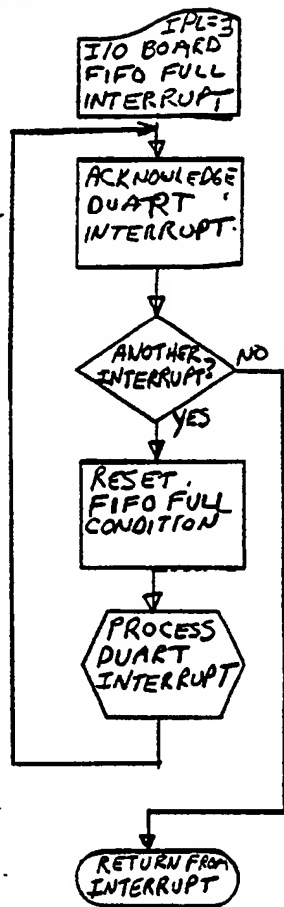 IPL=3
I/O BOARD
FIFO FULL
INTERRUPT
ACKNOWLEDGE
DUART
INTERRUPT.
ANOTHER
INTERRUPT?
NO
YES
RESET.
FIFO FULL
CONDITION
PROCESS
DUART
INTERRUPT
RETURN FROM
INTERRUPT